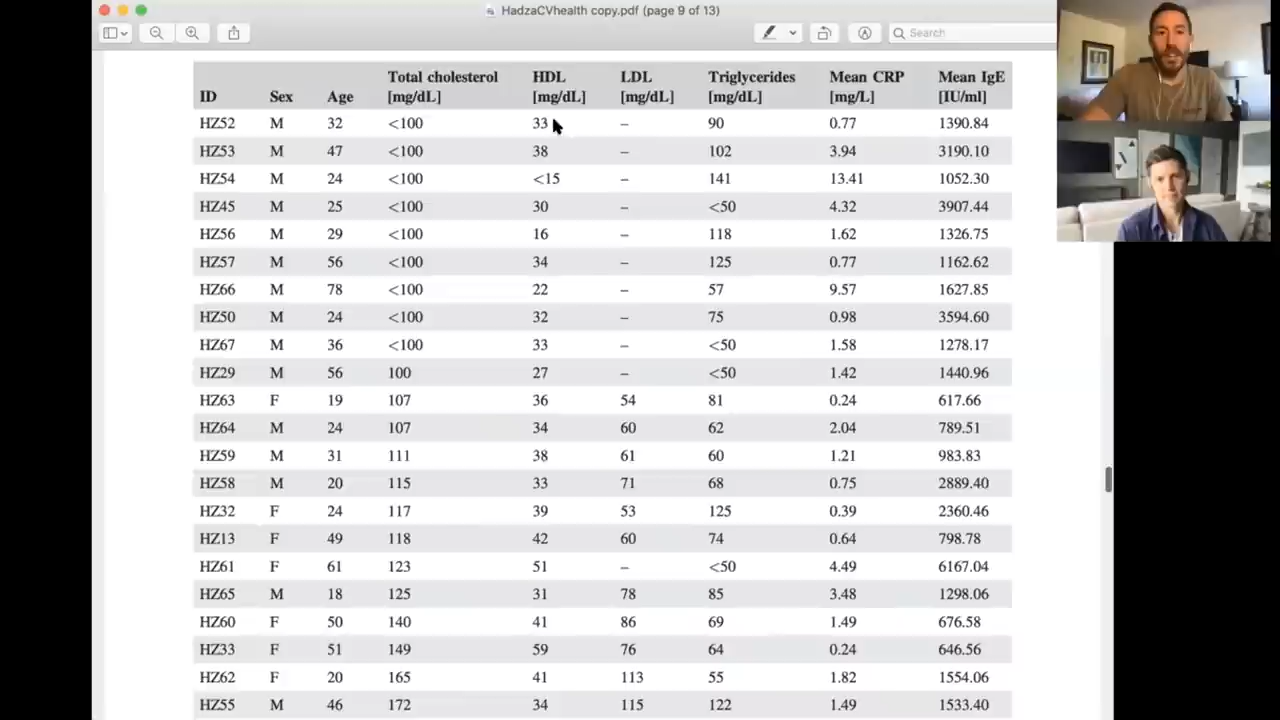 HadzaCVhealth copy.pdf (page 9 of 13)
Search
ID Sex Age Total cholesterol [mg/dL] HDL [mg/dL] LDL [mg/dL] Triglycerides [mg/dL] Mean CRP [mg/L] Mean IgE [IU/ml]
HZ52 M 32 <100 33 – 90 0.77 1390.84
HZ53 M 47 <100 38 – 102 3.94 3190.10
HZ54 M 24 <100 <15 – 141 13.41 1052.30
HZ45 M 25 <100 30 – <50 4.32 3907.44
HZ56 M 29 <100 16 – 118 1.62 1326.75
HZ57 M 56 <100 34 – 125 0.77 1162.62
HZ66 M 78 <100 22 – 57 9.57 1627.85
HZ50 M 24 <100 32 – 75 0.98 3594.60
HZ67 M 36 <100 33 – <50 1.58 1278.17
HZ29 M 56 100 27 – <50 1.42 1440.96
HZ63 F 19 107 36 54 81 0.24 617.66
HZ64 M 24 107 34 60 62 2.04 789.51
HZ59 M 31 111 38 61 60 1.21 983.83
HZ58 M 20 115 33 71 68 0.75 2889.40
HZ32 F 24 117 39 53 125 0.39 2360.46
HZ13 F 49 118 42 60 74 0.64 798.78
HZ61 F 61 123 51 – <50 4.49 6167.04
HZ65 M 18 125 31 78 85 3.48 1298.06
HZ60 F 50 140 41 86 69 1.49 676.58
HZ33 F 51 149 59 76 64 0.24 646.56
HZ62 F 20 165 41 113 55 1.82 1554.06
HZ55 M 46 172 34 115 122 1.49 1533.40